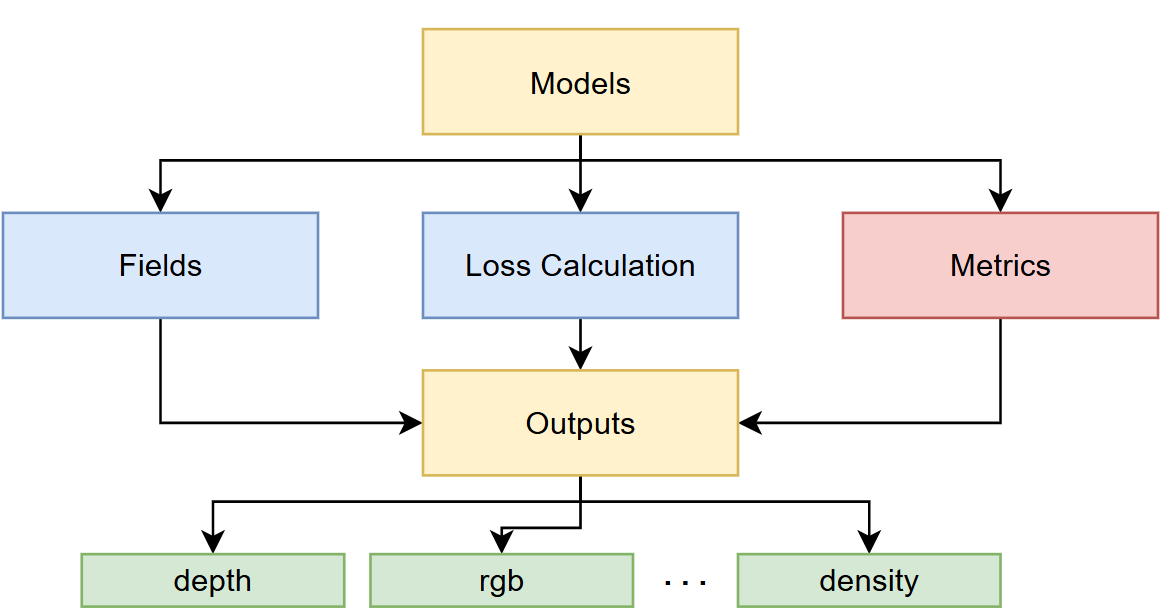 Models
Fields
Loss Calculation
Metrics
Outputs
depth
rgb
...
density